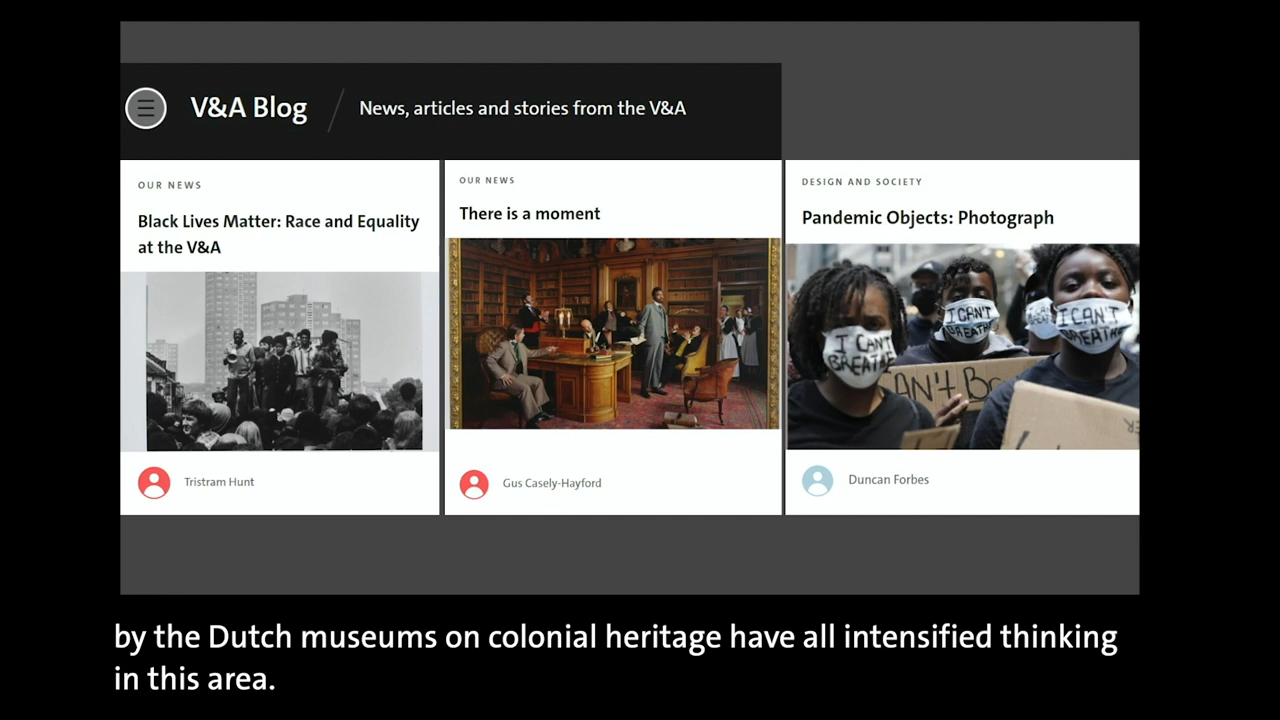 V&A Blog / News, articles and stories from the V&A
OUR NEWS
Black Lives Matter: Race and Equality
at the V&A
Tristram Hunt
OUR NEWS
There is a moment
Gus Casely-Hayford
DESIGN AND SOCIETY
Pandemic Objects: Photograph
I CAN'T
BREATHE
I CAN'T
BREATHE
I CAN'T
BREATHE
AN'T B
Duncan Forbes
by the Dutch museums on colonial heritage have all intensified thinking
in this area.